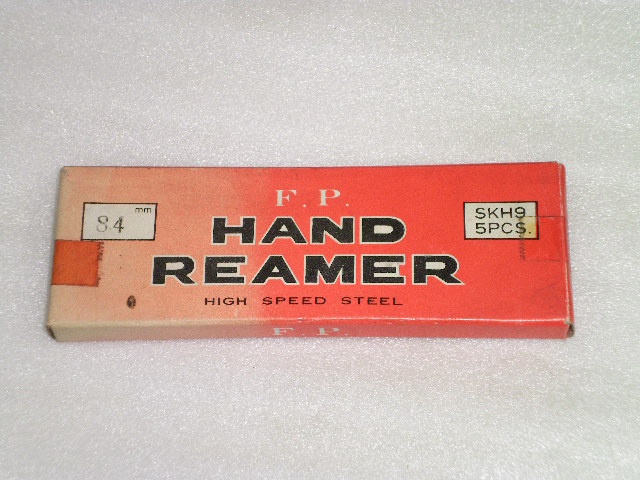 F. P.
mm
8.4
SKH9
5PCS.
HAND
REAMER
HIGH SPEED STEEL
F. P.